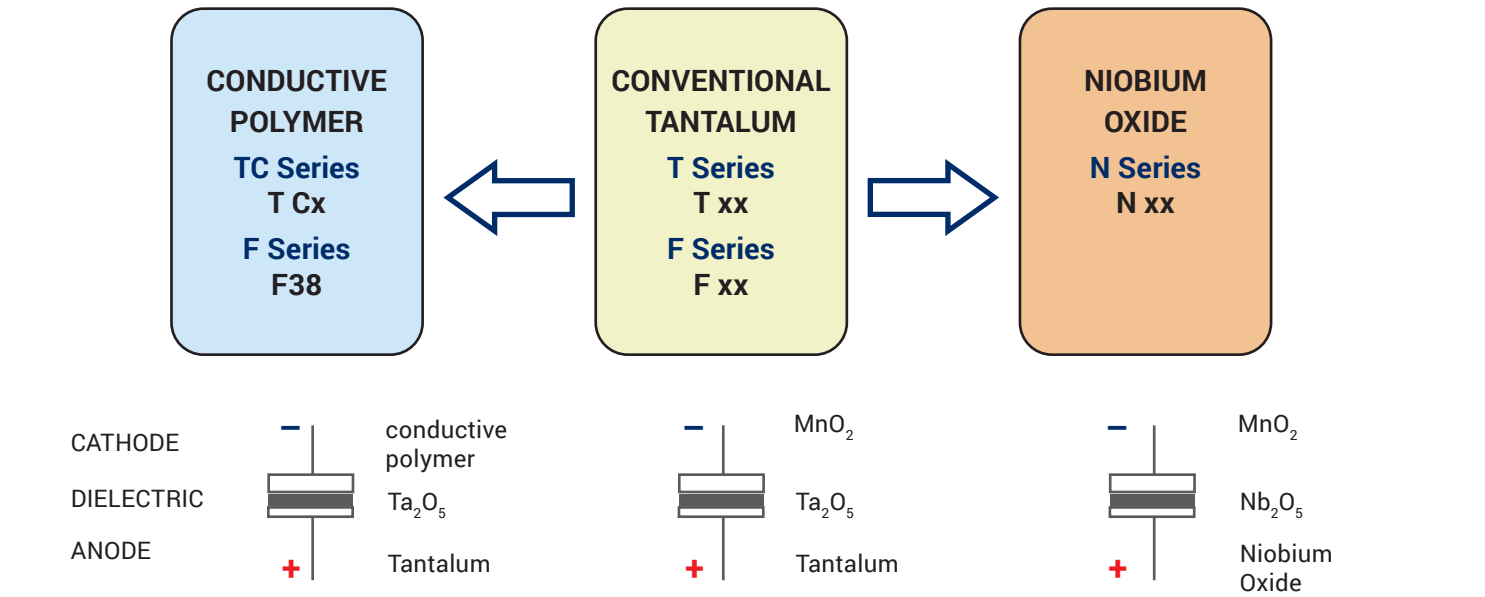 CONDUCTIVE
POLYMER
TC Series
T Cx
F Series
F38
CONVENTIONAL
TANTALUM
T Series
T xx
F Series
F xx
NIOBIUM
OXIDE
N Series
N xx
CATHODE
DIELECTRIC
ANODE
–
conductive
polymer
Ta₂O₅
+
Tantalum
–
MnO₂
Ta₂O₅
+
Tantalum
–
MnO₂
Nb₂O₅
+
Niobium
Oxide